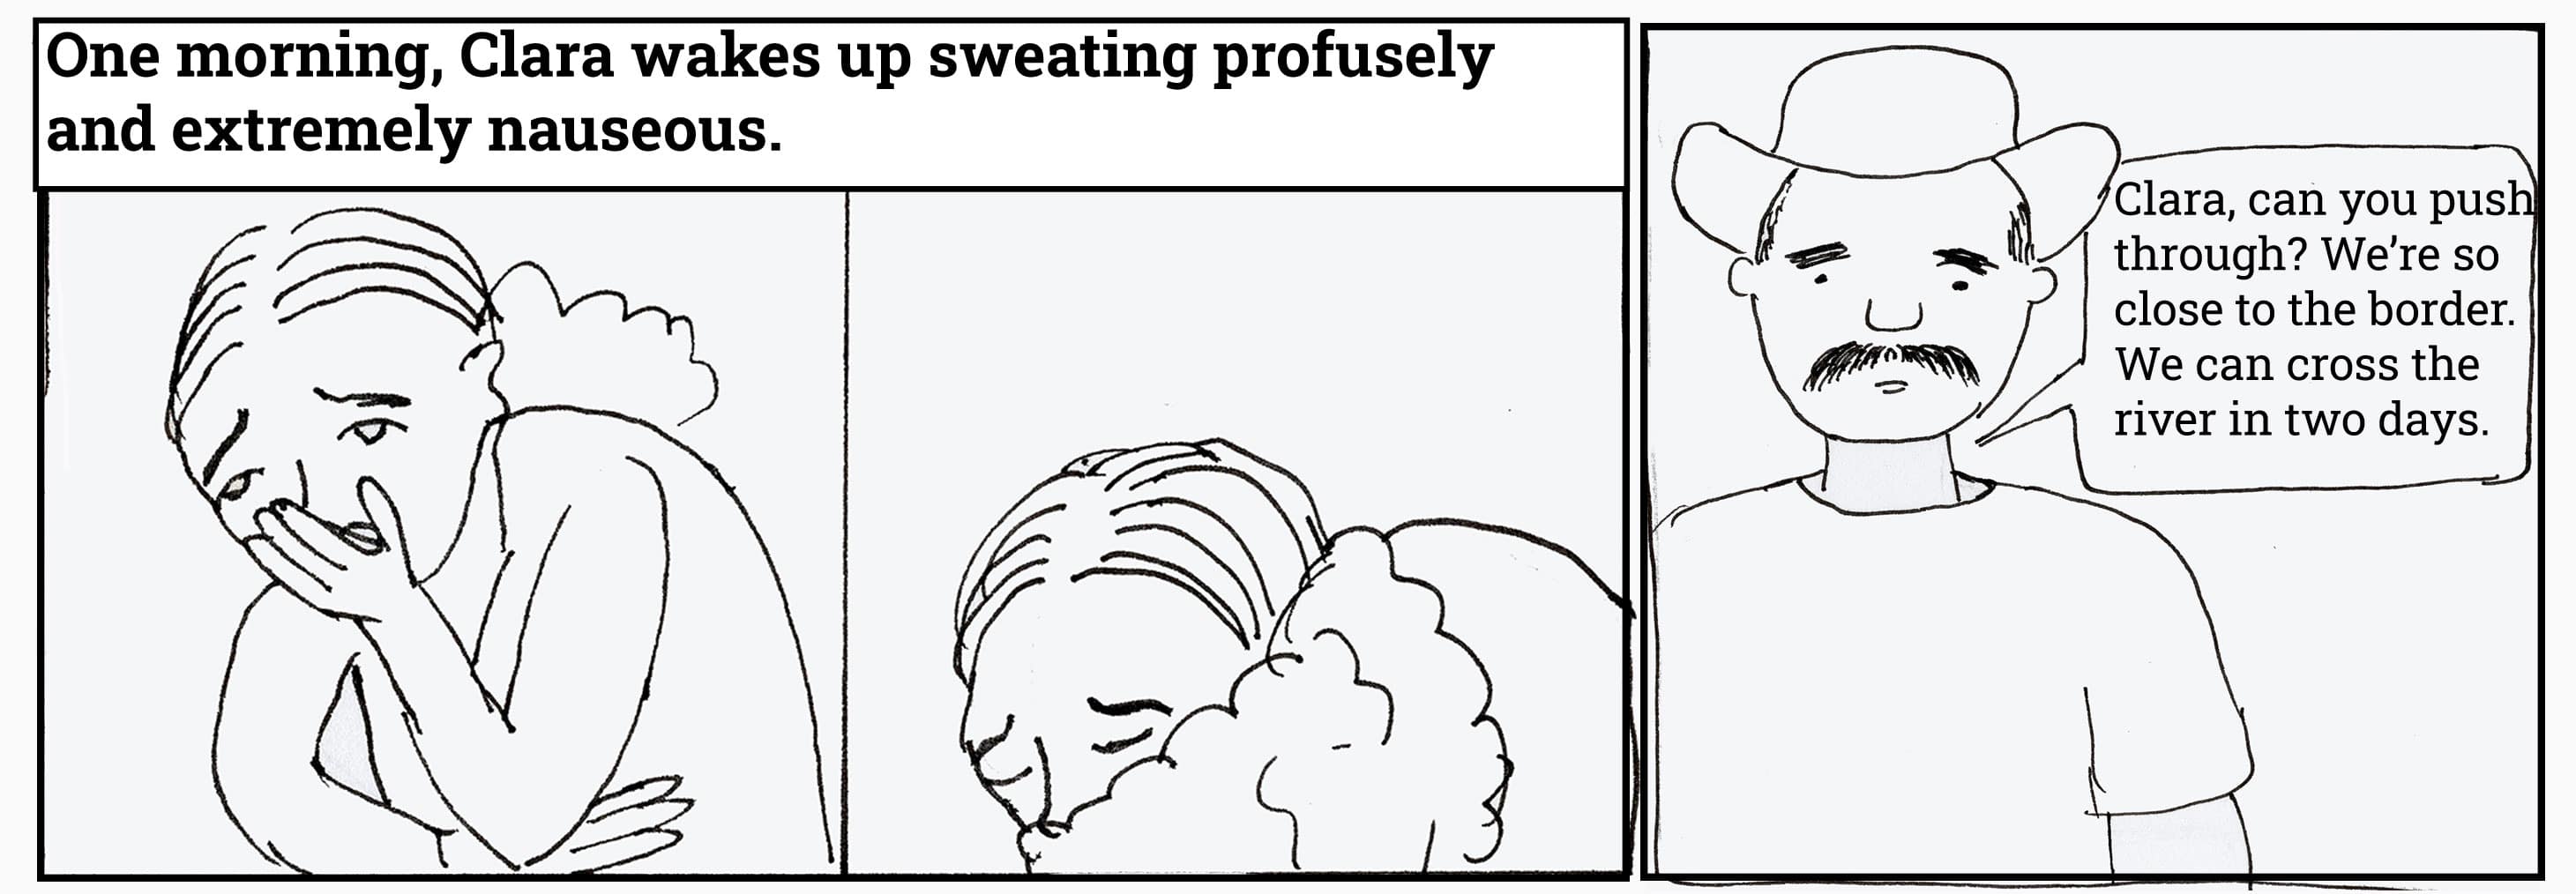 One morning, Clara wakes up sweating profusely
and extremely nauseous.
Clara, can you push
through? We’re so
close to the border.
We can cross the
river in two days.